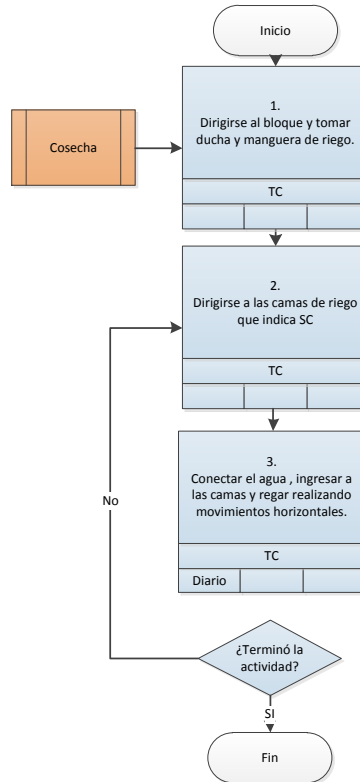 Inicio
1.
Dirigirse al bloque y tomar
ducha y manguera de riego.
TC
Cosecha
2.
Dirigirse a las camas de riego
que indica SC
TC
3.
Conectar el agua , ingresar a
las camas y regar realizando
movimientos horizontales.
TC
Diario
No
¿Terminó la
actividad?
SI
Fin